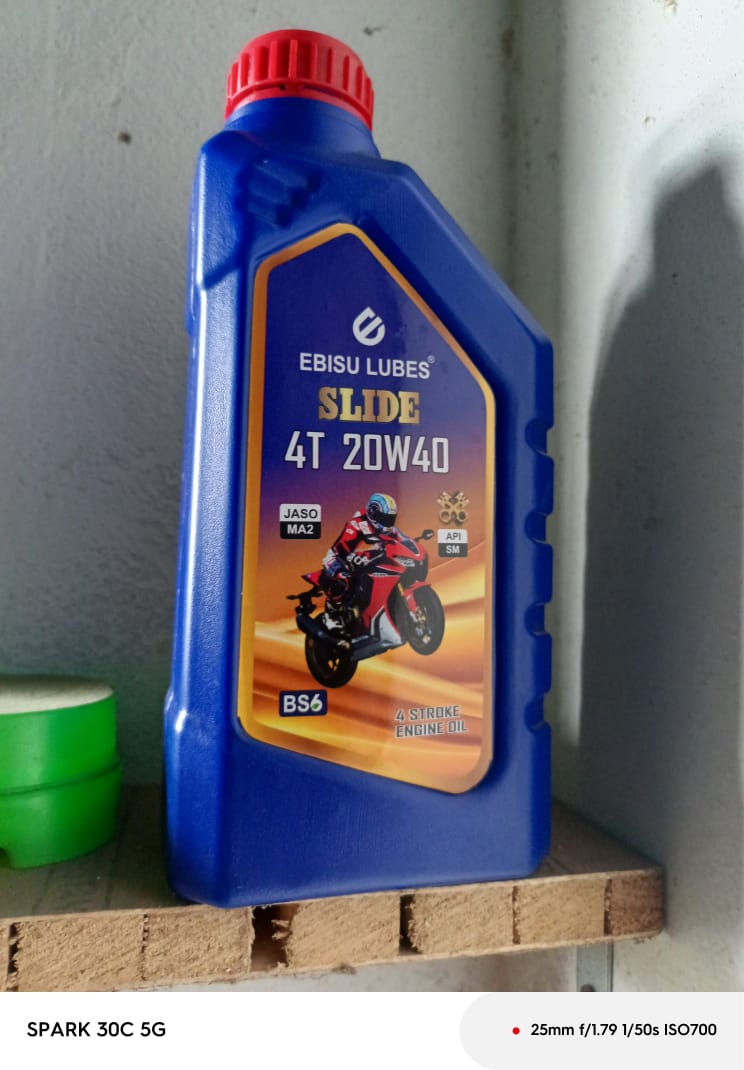 EBISU LUBES®
SLIDE
4T 20W40
JASO
MA2
API
SM
BS6
4 STROKE
ENGINE OIL
SPARK 30C 5G
25mm f/1.79 1/50s ISO700